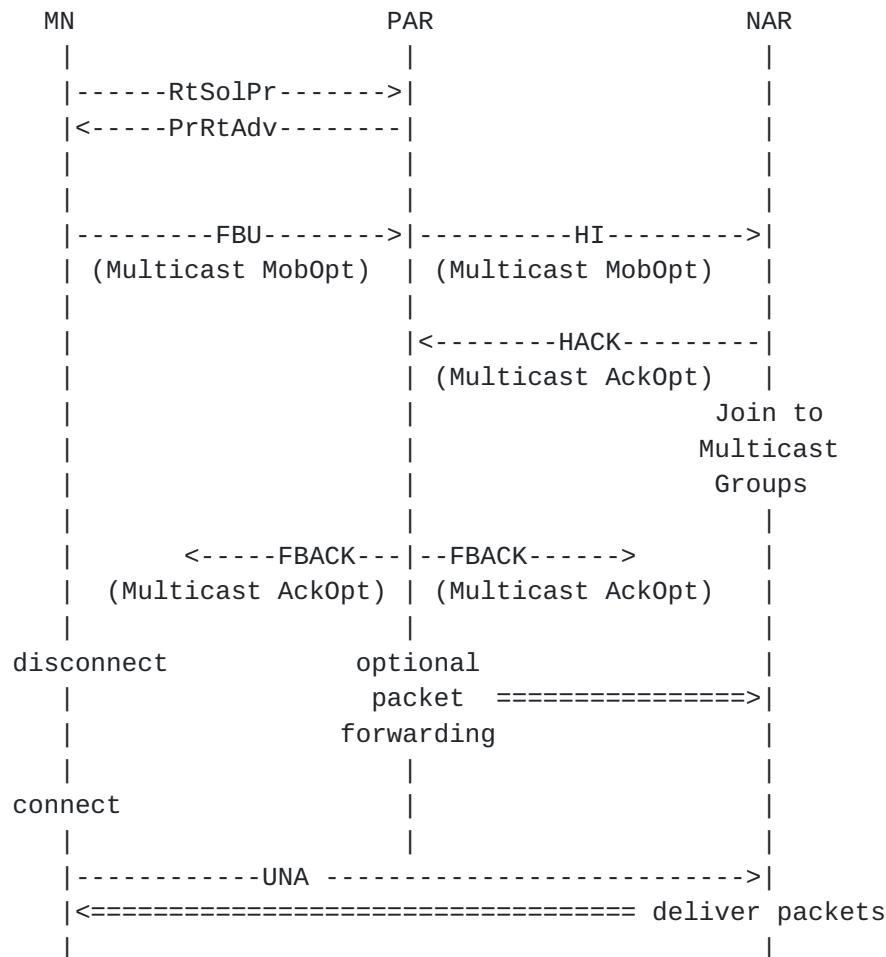 MN                    PAR                    NAR
|                      |                      |
|------RtSolPr------->|                      |
|<-----PrRtAdv--------|                      |
|                      |                      |
|                      |                      |
|---------FBU-------->|----------HI--------->|
| (Multicast MobOpt)  | (Multicast MobOpt)   |
|                      |                      |
|                      |<--------HACK---------|
|                      | (Multicast AckOpt)   |
|                      |                   Join to
|                      |                  Multicast
|                      |                   Groups
|                      |                      |
|       <-----FBACK---|--FBACK------>        |
|  (Multicast AckOpt) | (Multicast AckOpt)   |
|                      |                      |
disconnect            optional                |
|                    packet  ================>|
|                  forwarding                 |
|                      |                      |
connect                |                      |
|                      |                      |
|------------UNA --------------------------->|
|<=================================== deliver packets
|                                             |